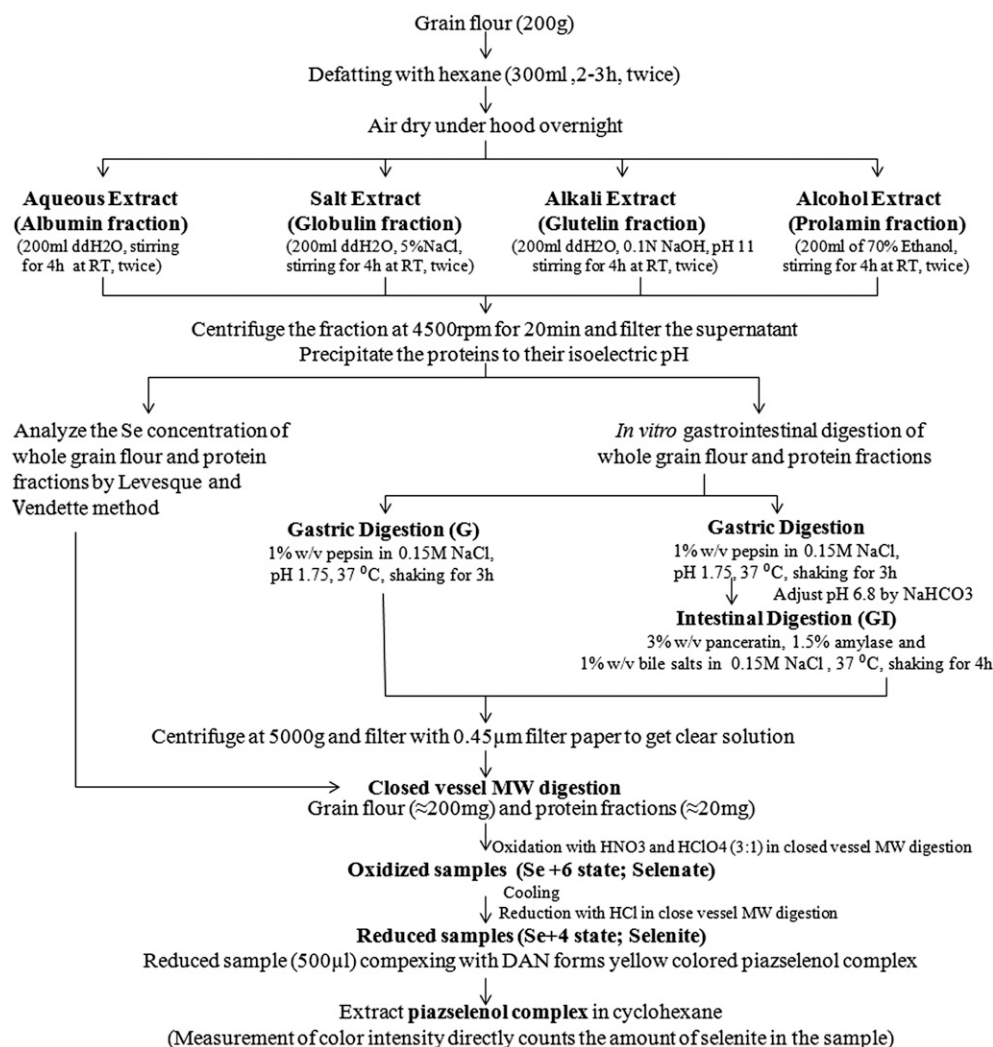 Grain flour (200g)
Defatting with hexane (300ml ,2-3h, twice)
Air dry under hood overnight
Aqueous Extract
(Albumin fraction)
(200ml ddH2O, stirring
for 4h at RT, twice)
Salt Extract
(Globulin fraction)
(200ml ddH2O, 5%NaCl,
stirring for 4h at RT, twice)
Alkali Extract
(Glutelin fraction)
(200ml ddH2O, 0.1N NaOH, pH 11
stirring for 4h at RT, twice)
Alcohol Extract
(Prolamin fraction)
(200ml of 70% Ethanol,
stirring for 4h at RT, twice)
Centrifuge the fraction at 4500rpm for 20min and filter the supernatant
Precipitate the proteins to their isoelectric pH
Analyze the Se concentration of
whole grain flour and protein
fractions by Levesque and
Vendette method
In vitro gastrointestinal digestion of
whole grain flour and protein fractions
Gastric Digestion (G)
1% w/v pepsin in 0.15M NaCl,
pH 1.75, 37 ⁰C, shaking for 3h
Gastric Digestion
1% w/v pepsin in 0.15M NaCl,
pH 1.75, 37 ⁰C, shaking for 3h
Adjust pH 6.8 by NaHCO3
Intestinal Digestion (GI)
3% w/v panceratin, 1.5% amylase and
1% w/v bile salts in 0.15M NaCl , 37 ⁰C, shaking for 4h
Centrifuge at 5000g and filter with 0.45µm filter paper to get clear solution
Closed vessel MW digestion
Grain flour (≈200mg) and protein fractions (≈20mg)
Oxidation with HNO3 and HClO4 (3:1) in closed vessel MW digestion
Oxidized samples (Se +6 state; Selenate)
Cooling
Reduction with HCl in close vessel MW digestion
Reduced samples (Se+4 state; Selenite)
Reduced sample (500µl) compexing with DAN forms yellow colored piazselenol complex
Extract piazselenol complex in cyclohexane
(Measurement of color intensity directly counts the amount of selenite in the sample)